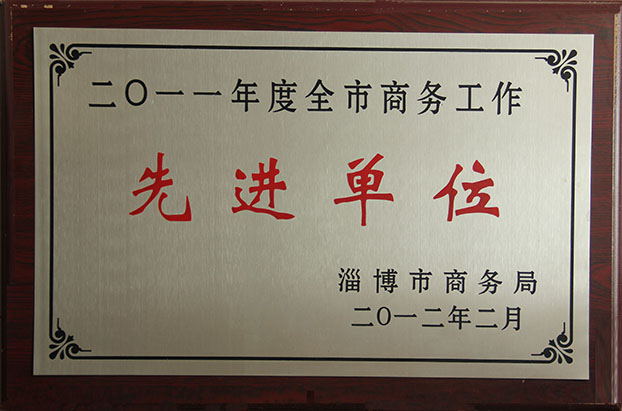 二〇一一年度全市商务工作
先进单位
淄博市商务局
二〇一二年二月